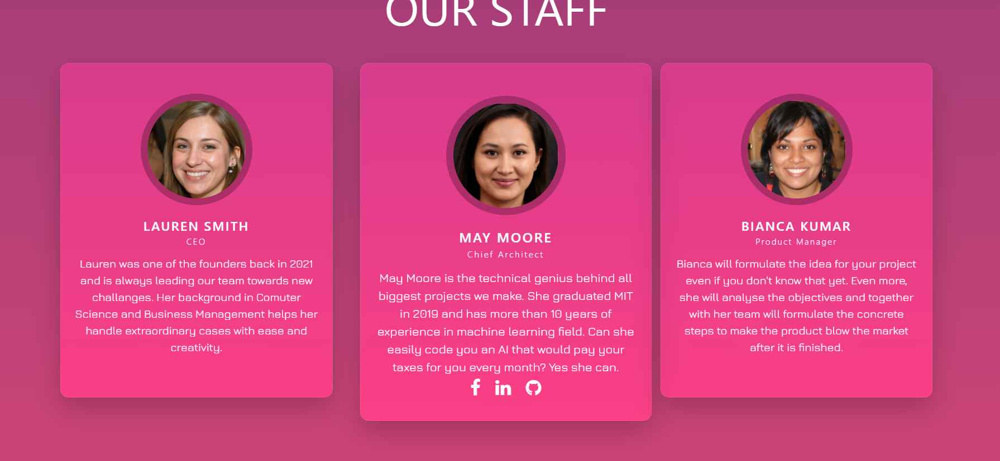 OUR STAFF
LAUREN SMITH
CEO
Lauren was one of the founders back in 2021
and is always leading our team towards new
challanges. Her background in Comuter
Science and Business Management helps her
handle extraordinary cases with ease and
creativity.
MAY MOORE
Chief Architect
May Moore is the technical genius behind all
biggest projects we make. She graduated MIT
in 2019 and has more than 10 years of
experience in machine learning field. Can she
easily code you an AI that would pay your
taxes for you every month? Yes she can.
BIANCA KUMAR
Product Manager
Bianca will formulate the idea for your project
even if you don't know that yet. Even more,
she will analyse the objectives and together
with her team will formulate the concrete
steps to make the product blow the market
after it is finished.